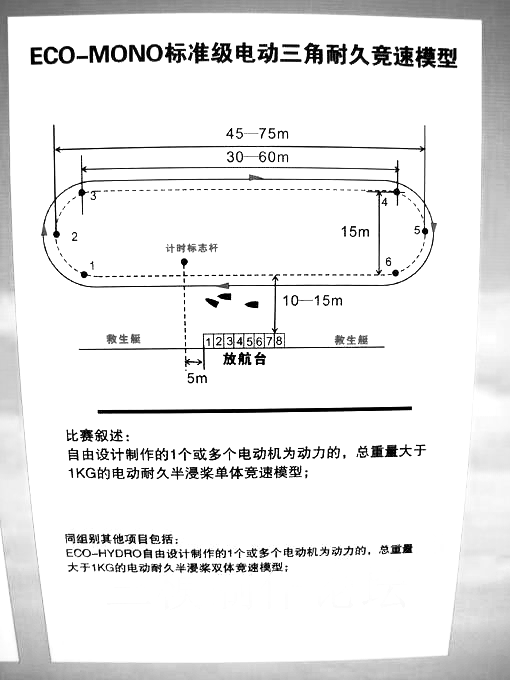 ECO-MONO标准级电动三角耐久竞速模型
45—75m
30—60m
3
4
15m
2
5
计时标志杆
1
6
10—15m
救生艇
1 2 3 4 5 6 7 8
救生艇
放航台
5m
比赛叙述:
自由设计制作的1个或多个电动机为动力的，总重量大于
1KG的电动耐久半浸桨单体竞速模型;
同组别其他项目包括:
ECO-HYDRO自由设计制作的1个或多个电动机为动力的，总重量
大于1KG的电动耐久半浸桨双体竞速模型;